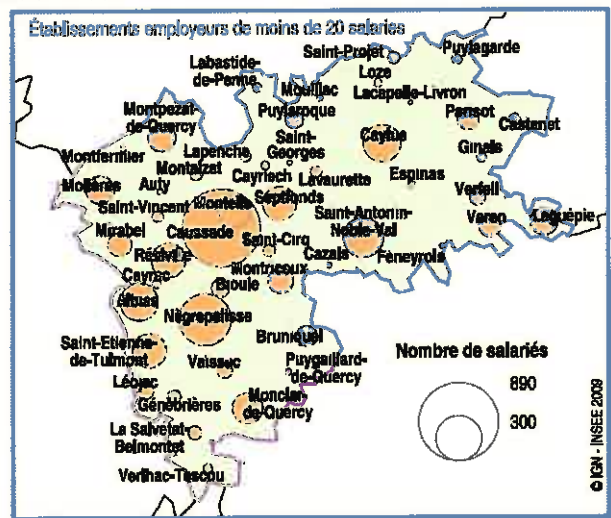 Établissements employeurs de moins de 20 salariés
Saint-Projet
Puylagarde
Labastide-
de-Penne
Loze
Mouillac
Lacapelle-Livron
Montpezat-
de-Quercy
Puylaroque
Parisot
Castanet
Saint-
Georges
Caylus
Ginals
Montfermier
Lapenche
Montalzat
Cayriech
Lavaurette
Espinas
Molières
Auty
Septfonds
Verfeil
Saint-Vincent
Monteils
Saint-Antonin-
Noble-Val
Varen
Laguépie
Mirabel
Caussade
Saint-Cirq
Réalville
Cazals
Féneyrols
Cayrac
Bioule
Montricoux
Albias
Nègrepelisse
Bruniquel
Saint-Etienne-
de-Tulmont
Vaïssac
Puygaillard-
de-Quercy
Léojac
Génébrières
Monclar-
de-Quercy
La Salvetat-
Belmontet
Verlhac-Tescou
Nombre de salariés
890
300
© IGN - INSEE 2009